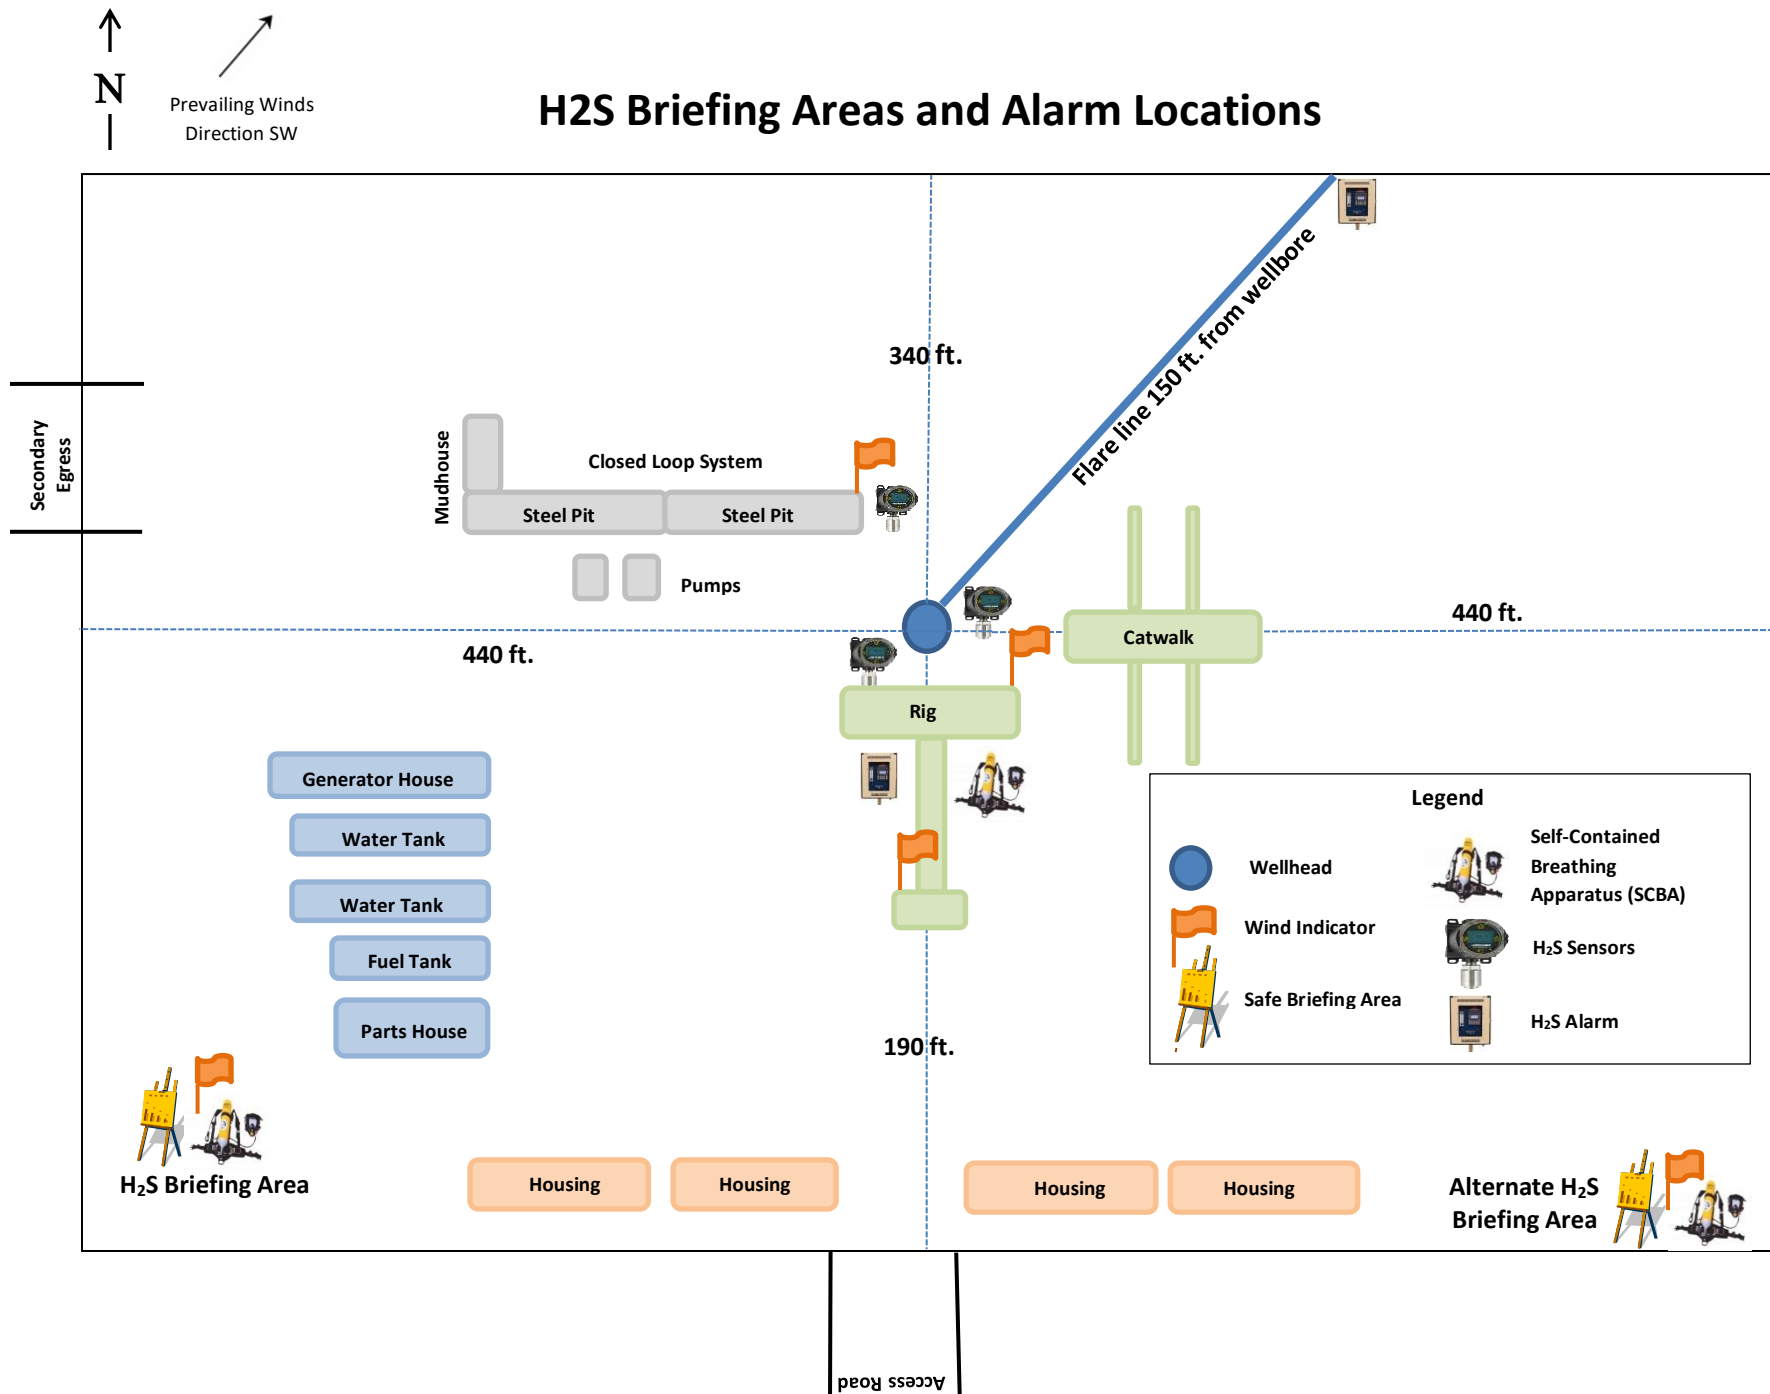 N
Prevailing Winds
Direction SW
H2S Briefing Areas and Alarm Locations
340 ft.
Flare line 150 ft. from wellbore
Secondary
Egress
Mudhouse
Closed Loop System
Steel Pit
Steel Pit
Pumps
440 ft.
440 ft.
Catwalk
Rig
Generator House
Water Tank
Water Tank
Fuel Tank
Parts House
190 ft.
Legend
Wellhead
Wind Indicator
Safe Briefing Area
Self-Contained
Breathing
Apparatus (SCBA)
H₂S Sensors
H₂S Alarm
H₂S Briefing Area
Housing
Housing
Housing
Housing
Alternate H₂S
Briefing Area
Access Road